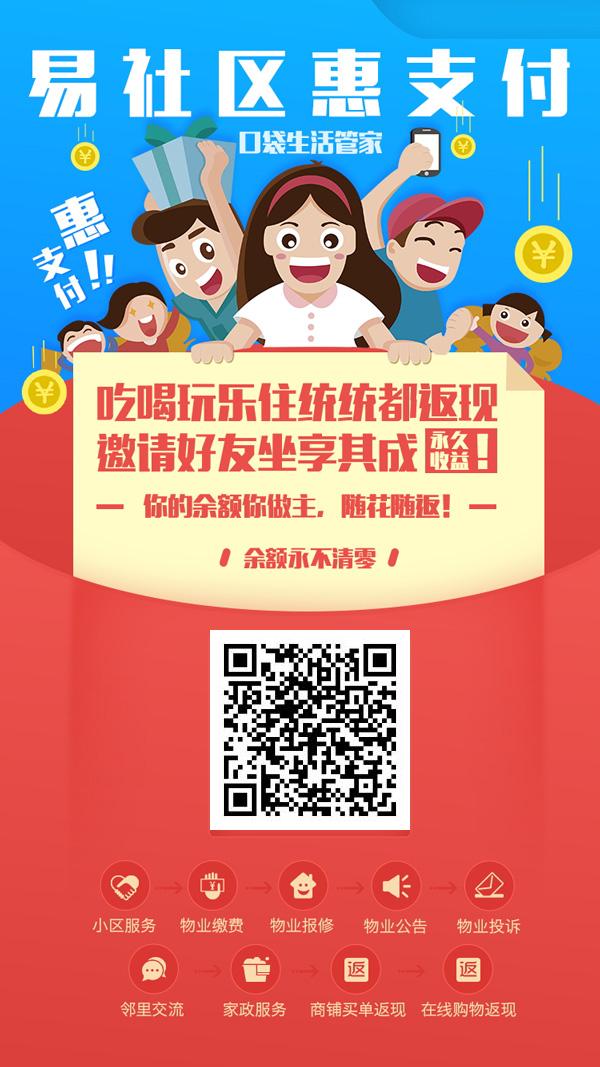 易社区惠支付
口袋生活管家
惠
支付!!
吃喝玩乐住统统都返现
邀请好友坐享其成 永久收益!
你的余额你做主,随花随返!
余额永不清零
小区服务 物业缴费 物业报修 物业公告 物业投诉
返 返
邻里交流 家政服务 商铺买单返现 在线购物返现